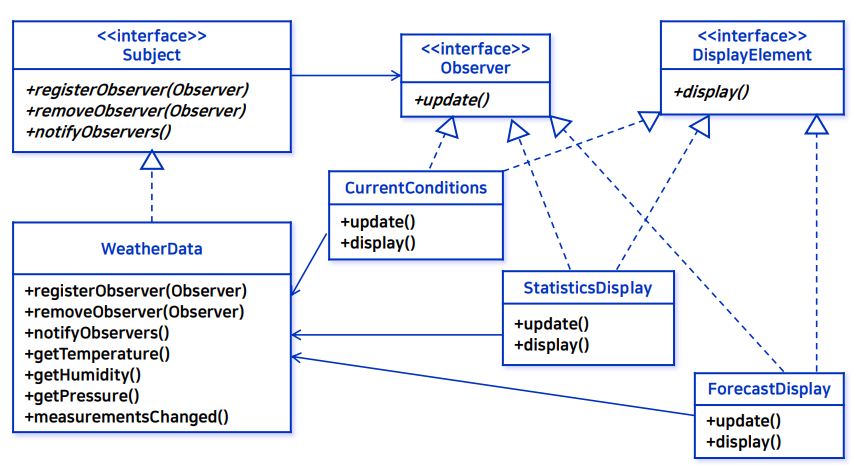 <<interface>>
Subject
+registerObserver(Observer)
+removeObserver(Observer)
+notifyObservers()
<<interface>>
Observer
+update()
<<interface>>
DisplayElement
+display()
CurrentConditions
+update()
+display()
WeatherData
+registerObserver(Observer)
+removeObserver(Observer)
+notifyObservers()
+getTemperature()
+getHumidity()
+getPressure()
+measurementsChanged()
StatisticsDisplay
+update()
+display()
ForecastDisplay
+update()
+display()